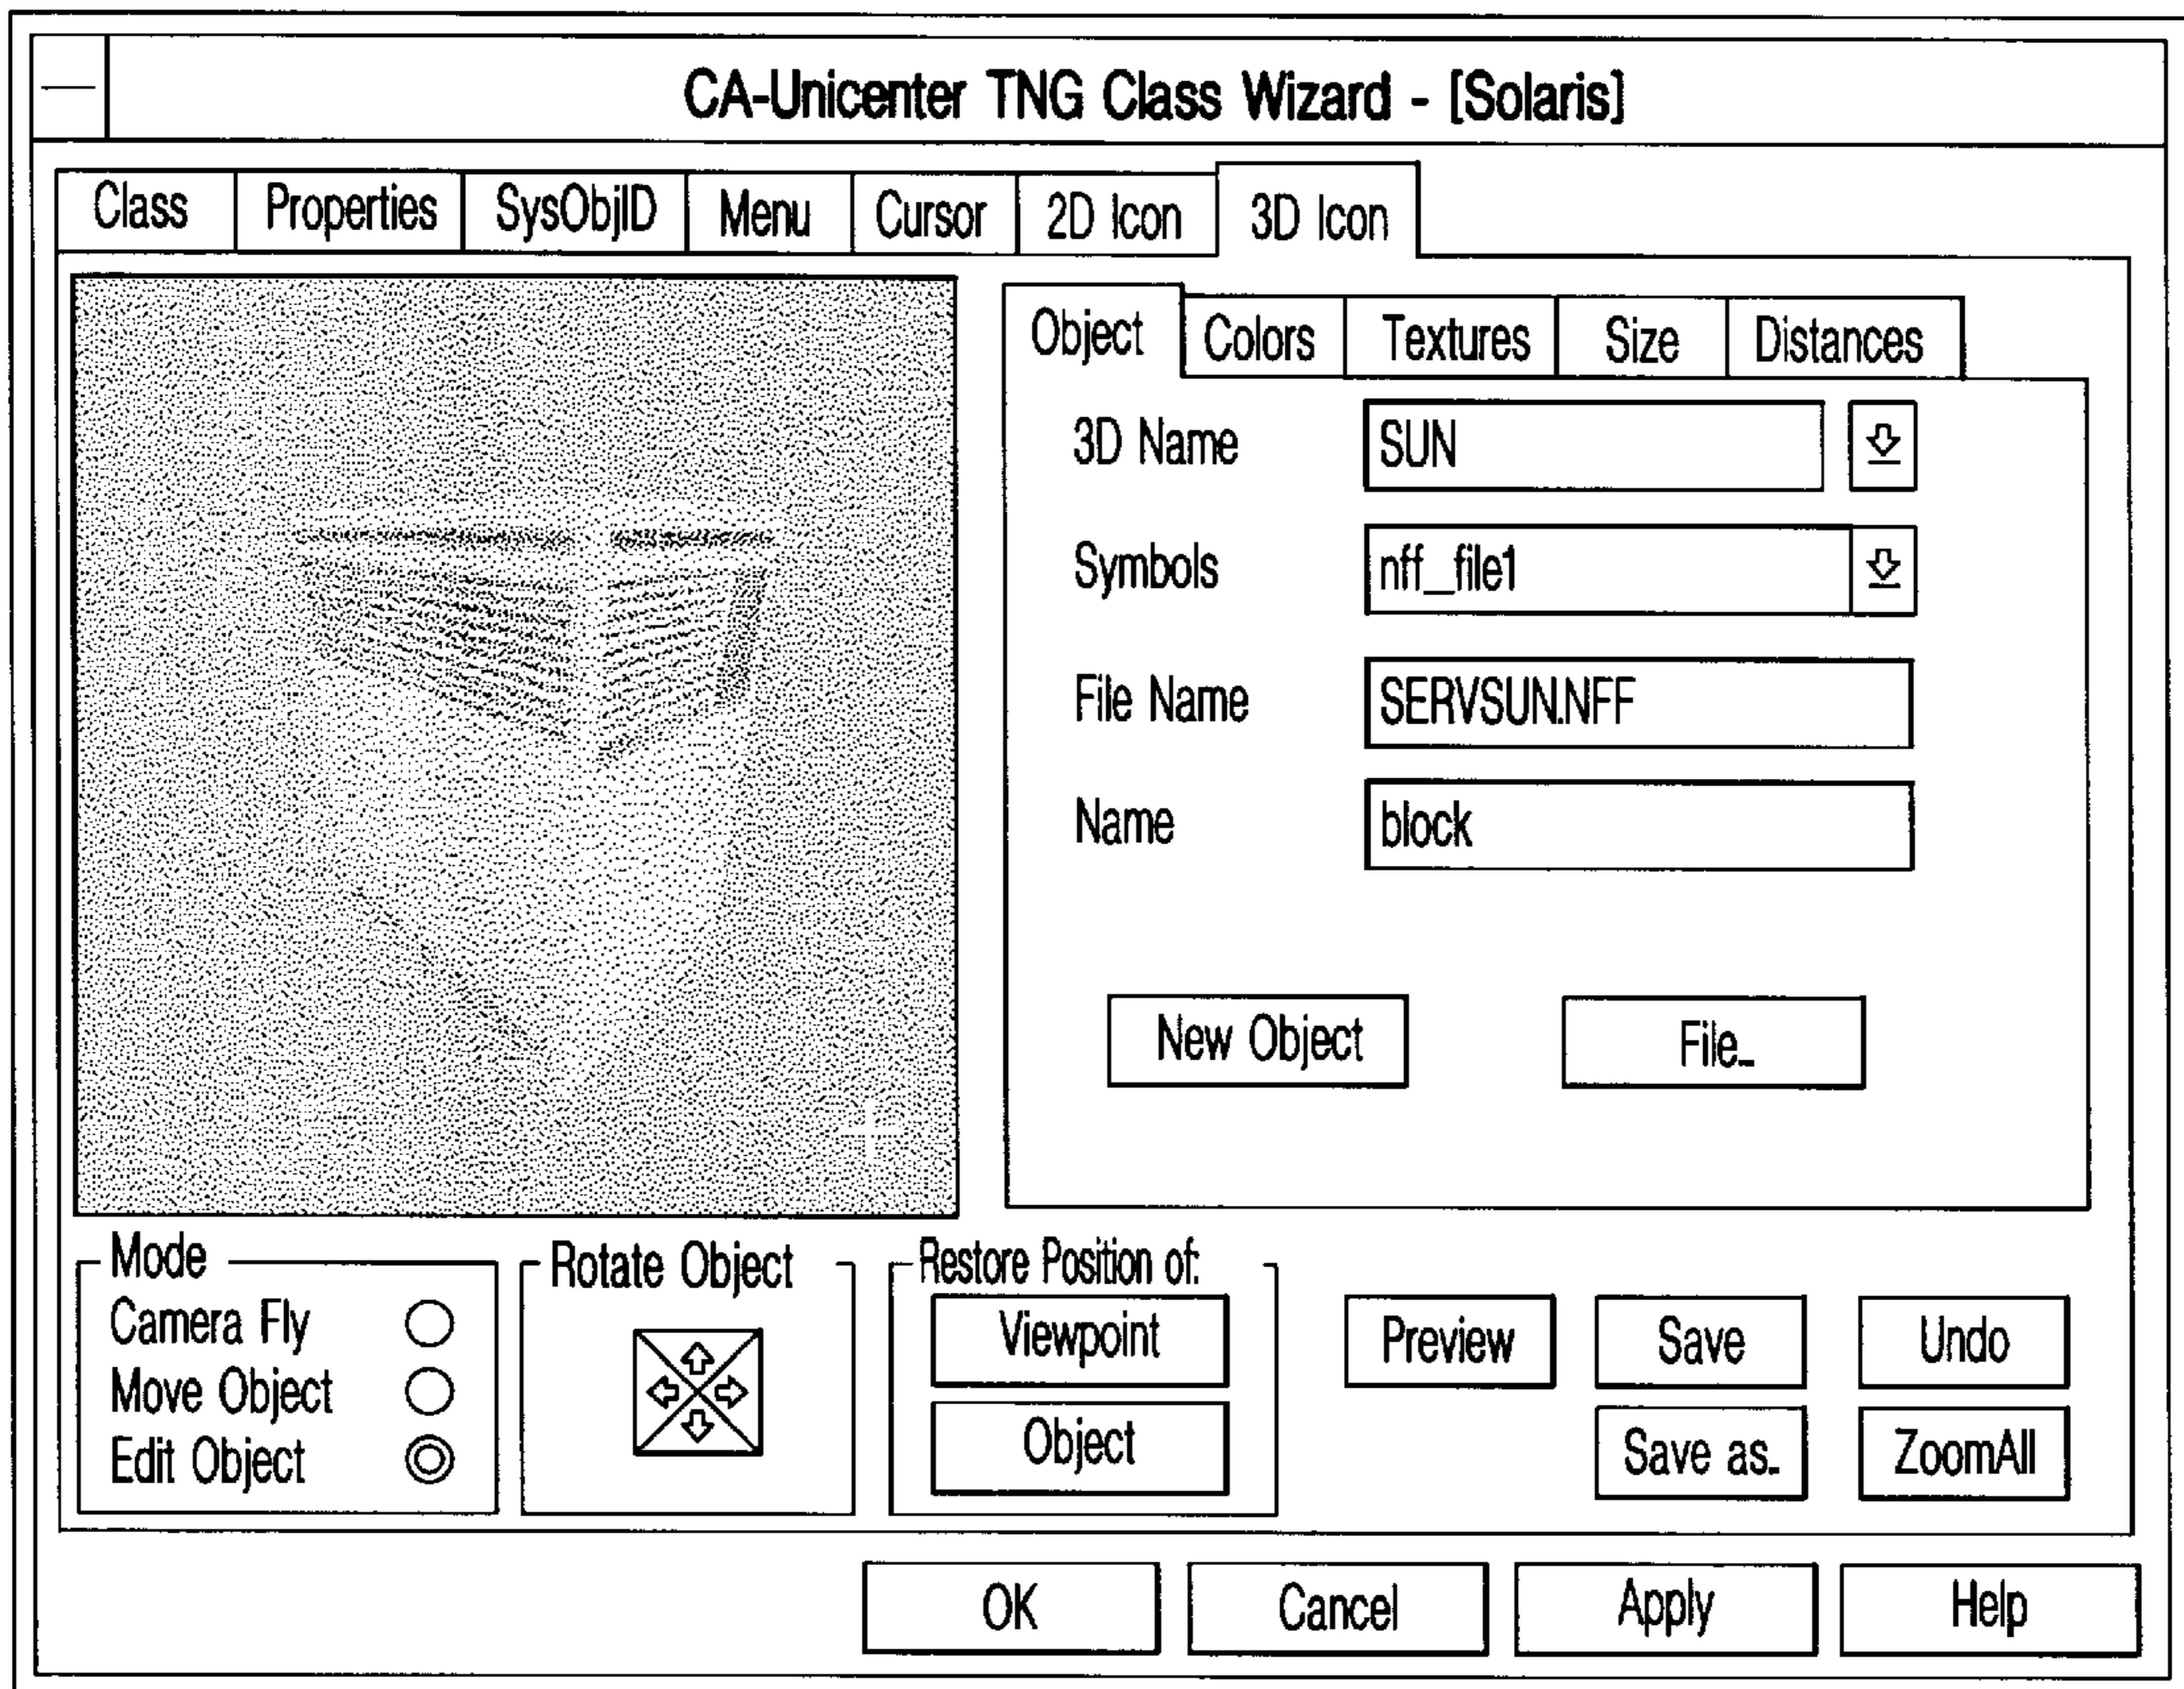 CA-Unicenter TNG Class Wizard - [Solaris]
Class Properties SysObjID Menu Cursor 2D Icon 3D Icon
Object Colors Textures Size Distances
3D Name SUN
Symbols nff_file1
File Name SERVSUN.NFF
Name block
New Object File..
Mode
Camera Fly
Move Object
Edit Object
Rotate Object
Restore Position of:
Viewpoint
Object
Preview Save Undo
Save as.. ZoomAll
OK Cancel Apply Help